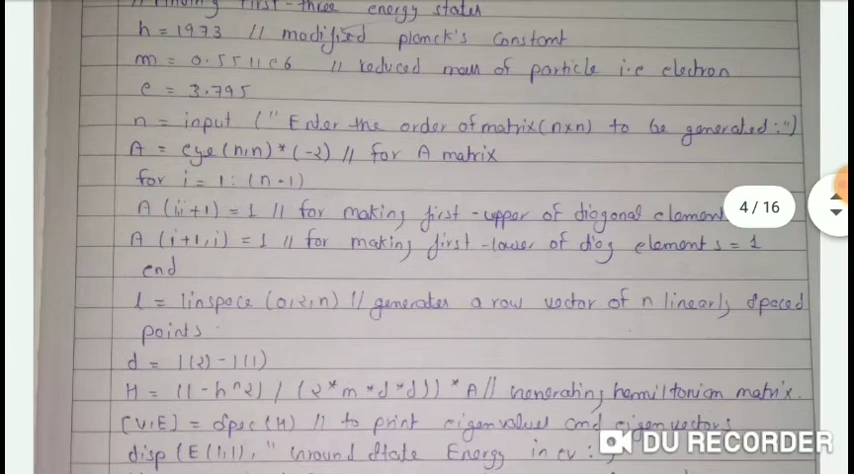 // Finding first-three energy states
h = 1973 // modified planck's constant
m = 0.5511e6 // reduced mass of particle i.e electron
e = 3.795
n = input ("Enter the order of matrix(nxn) to be generated:")
A = eye(n,n)*(-2) // for A matrix
for i = 1:(n-1)
A (i,i+1) = 1 // for making first-upper of diagonal element
4 / 16
A (i+1,i) = 1 // for making first-lower of diag elements = 1
end
l = linspace (0,2,n) // generates a row vector of n linearly spaced
points.
d = l(2)-l(1)
H = ((-h^2) / (2*m*d*d)) * A // Generating hamiltonian matrix.
[V,E] = spec(H) // to print eigenvalues and eigenvectors
DU RECORDER
disp (E(1,1), "Ground State Energy in ev: